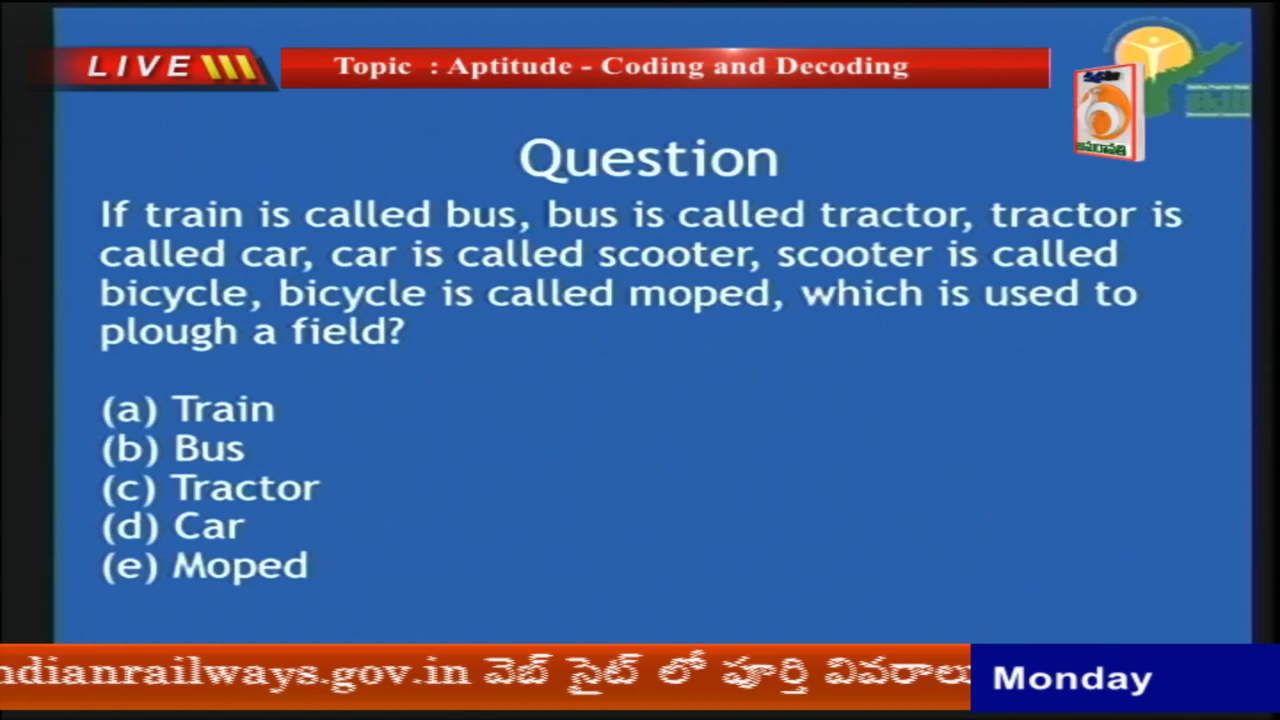 LIVE
Topic : Aptitude - Coding and Decoding
అమరావతి
Question
If train is called bus, bus is called tractor, tractor is
called car, car is called scooter, scooter is called
bicycle, bicycle is called moped, which is used to
plough a field?
(a) Train
(b) Bus
(c) Tractor
(d) Car
(e) Moped
ndianrailways.gov.in వెబ్ సైట్ లో పూర్తి వివరాలు
Monday